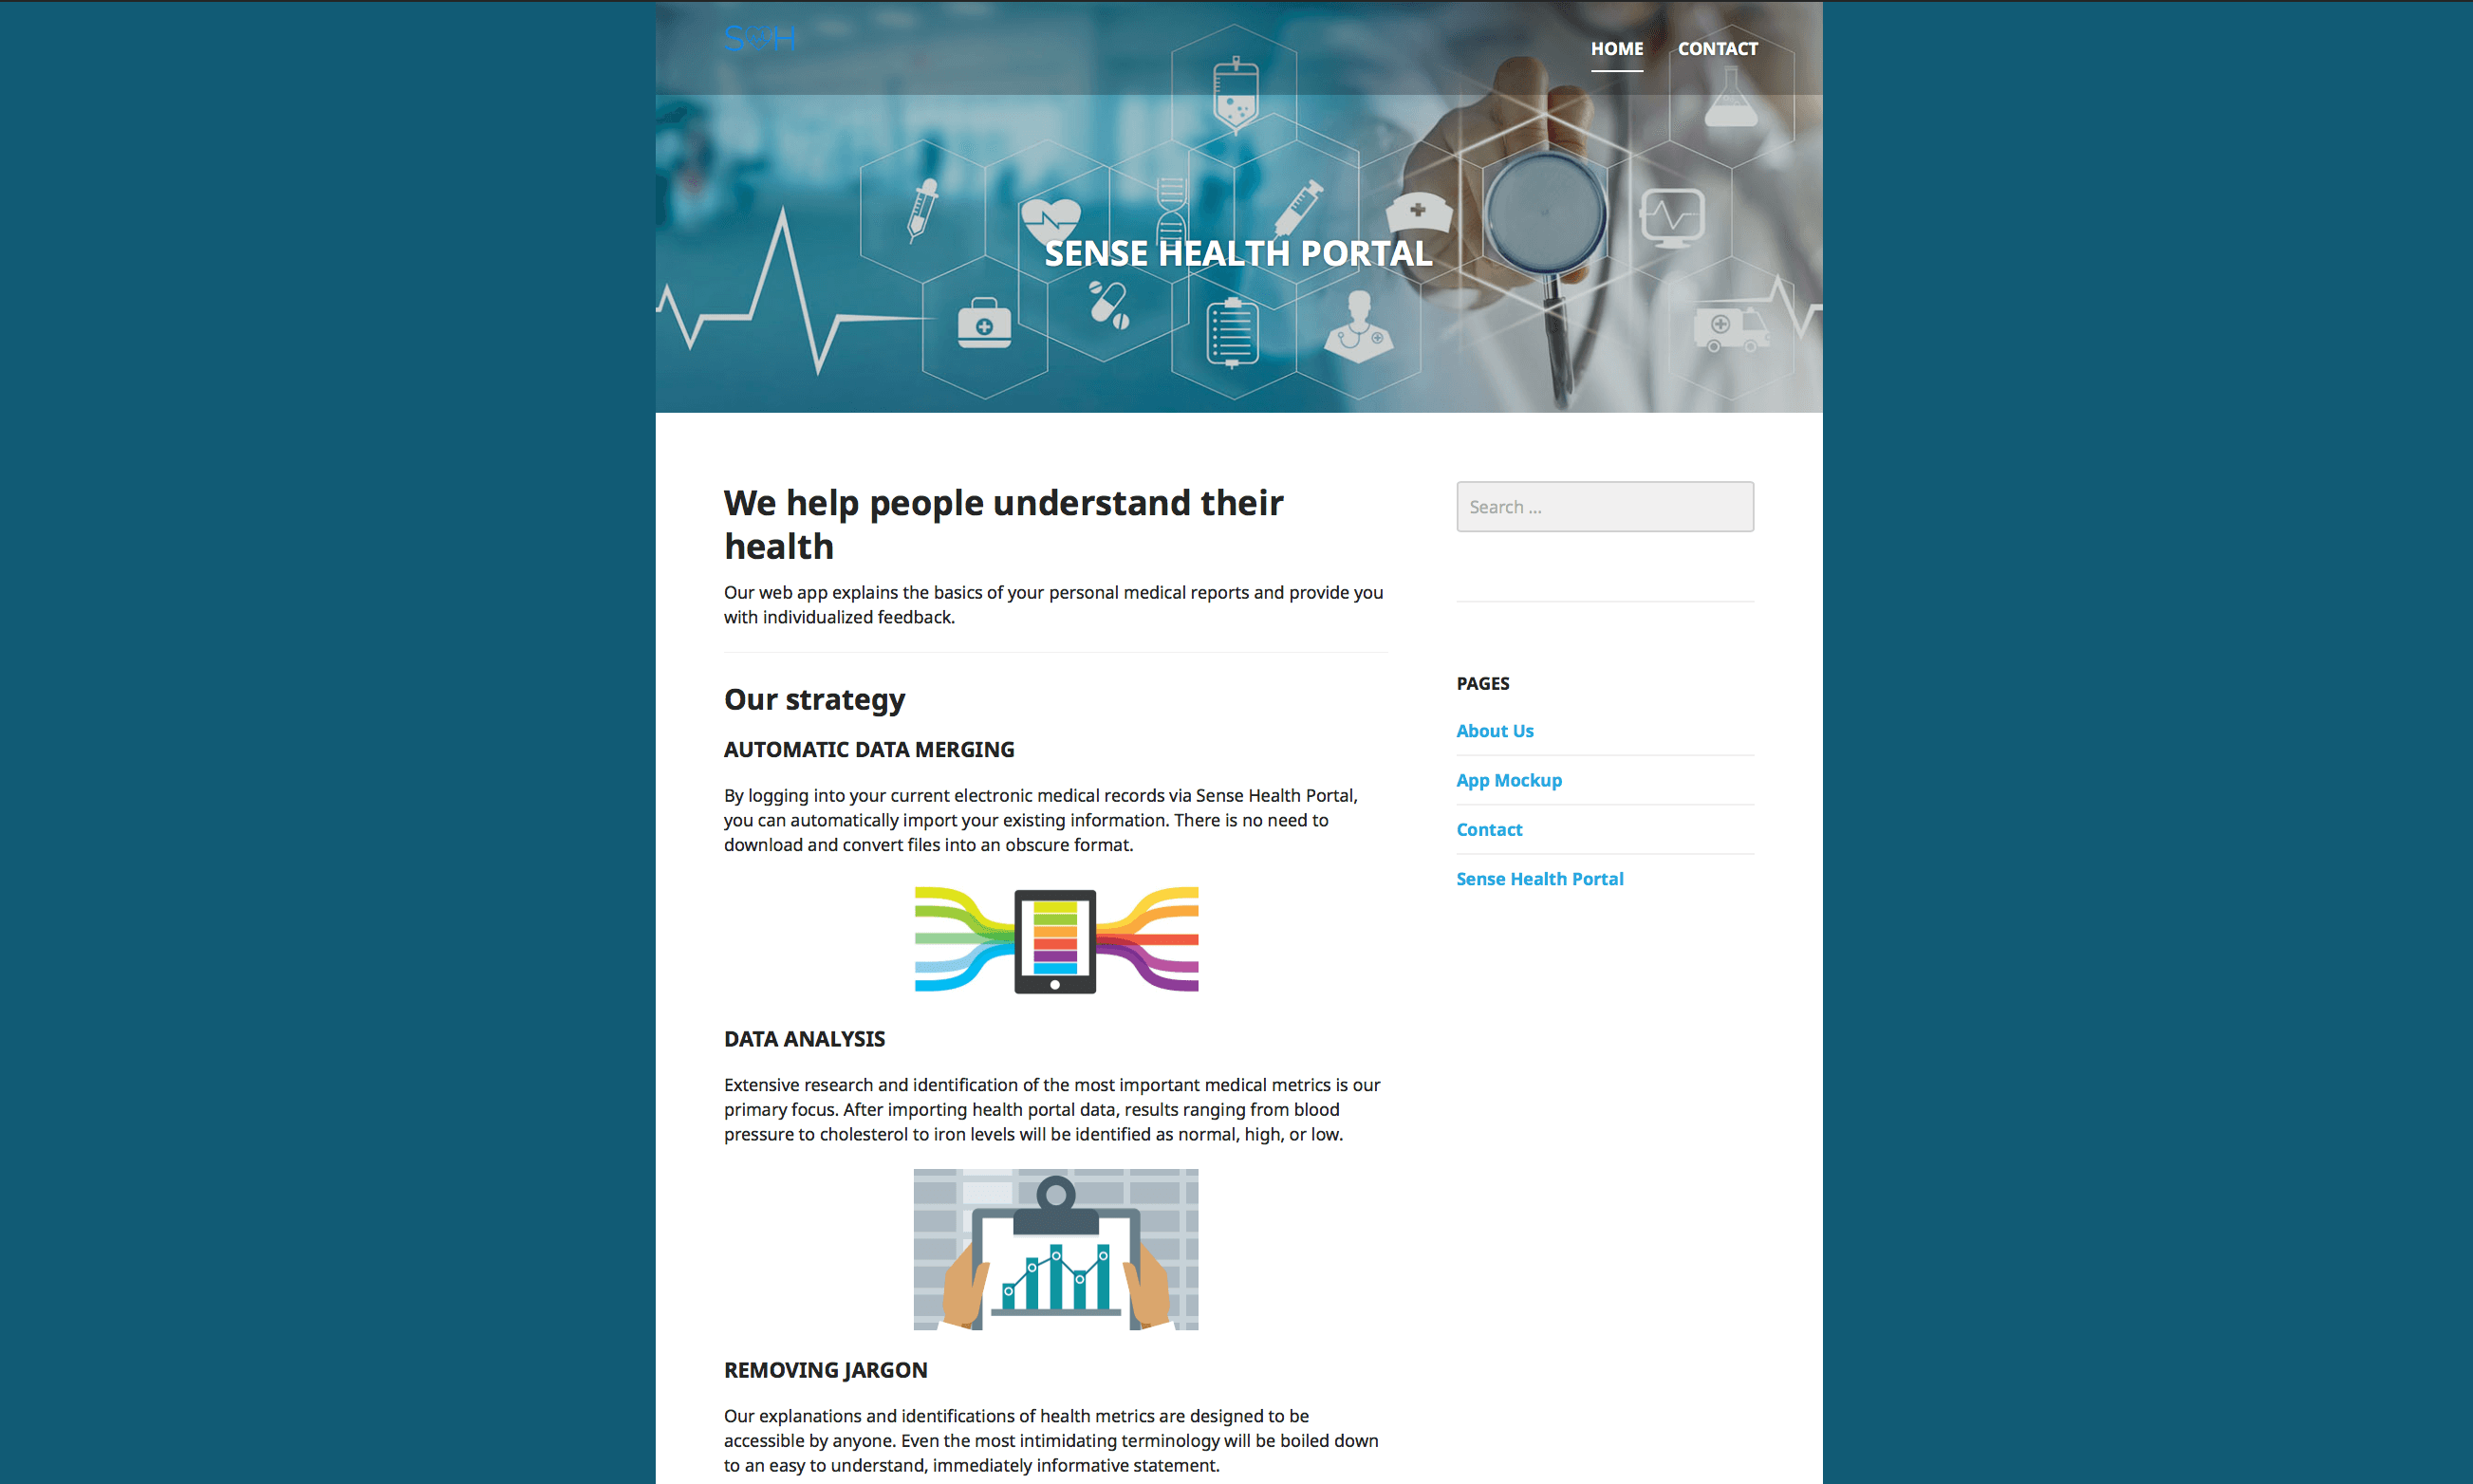 HOME CONTACT
SENSE HEALTH PORTAL
We help people understand their
health
Our web app explains the basics of your personal medical reports and provide you
with individualized feedback.
Our strategy
AUTOMATIC DATA MERGING
By logging into your current electronic medical records via Sense Health Portal,
you can automatically import your existing information. There is no need to
download and convert files into an obscure format.
DATA ANALYSIS
Extensive research and identification of the most important medical metrics is our
primary focus. After importing health portal data, results ranging from blood
pressure to cholesterol to iron levels will be identified as normal, high, or low.
REMOVING JARGON
Our explanations and identifications of health metrics are designed to be
accessible by anyone. Even the most intimidating terminology will be boiled down
to an easy to understand, immediately informative statement.
Search ...
PAGES
About Us
App Mockup
Contact
Sense Health Portal